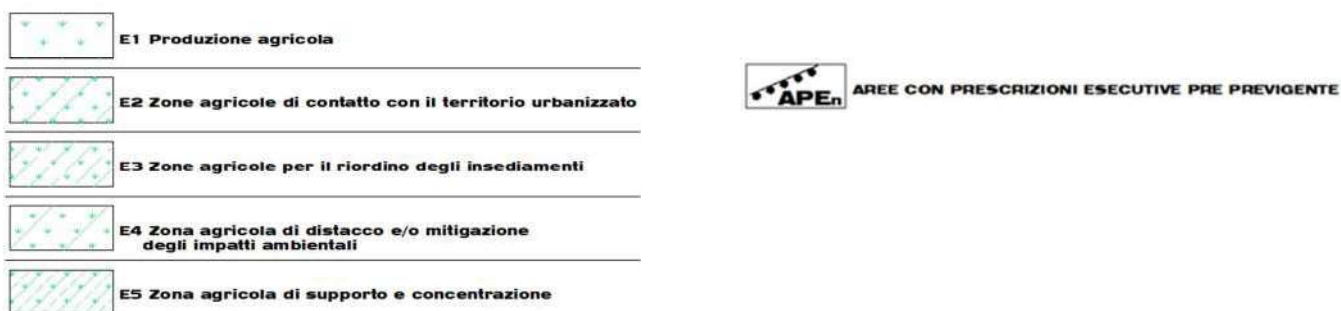 E1 Produzione agricola
E2 Zone agricole di contatto con il territorio urbanizzato
E3 Zone agricole per il riordino degli insediamenti
E4 Zona agricola di distacco e/o mitigazione
degli impatti ambientali
E5 Zona agricola di supporto e concentrazione
APEn AREE CON PRESCRIZIONI ESECUTIVE PRE PREVIGENTE